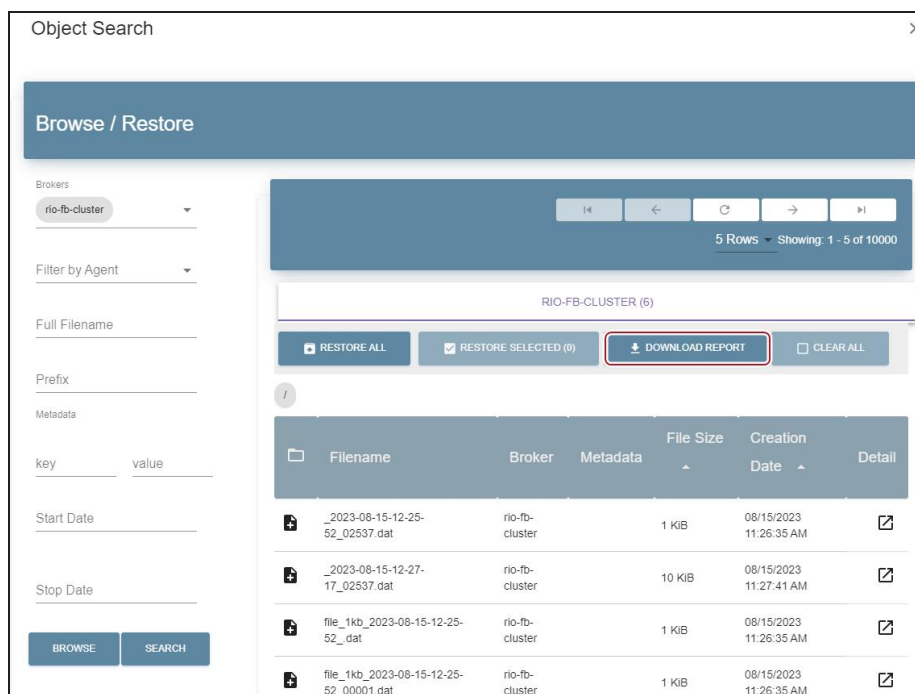 Object Search
Browse / Restore
Brokers
rio-fb-cluster
Filter by Agent
Full Filename
Prefix
Metadata
key value
Start Date
Stop Date
BROWSE SEARCH
5 Rows Showing: 1 - 5 of 10000
RIO-FB-CLUSTER (6)
RESTORE ALL RESTORE SELECTED (0) DOWNLOAD REPORT CLEAR ALL
/
File Size Creation
Filename Broker Metadata Date Detail
_2023-08-15-12-25- rio-fb- 08/15/2023
52_02537.dat cluster 1 KiB 11:26:35 AM
_2023-08-15-12-27- rio-fb- 08/15/2023
17_02537.dat cluster 10 KiB 11:27:41 AM
file_1kb_2023-08-15-12-25- rio-fb- 08/15/2023
52_.dat cluster 1 KiB 11:26:35 AM
file_1kb_2023-08-15-12-25- rio-fb- 08/15/2023
52_00001.dat cluster 1 KiB 11:26:35 AM